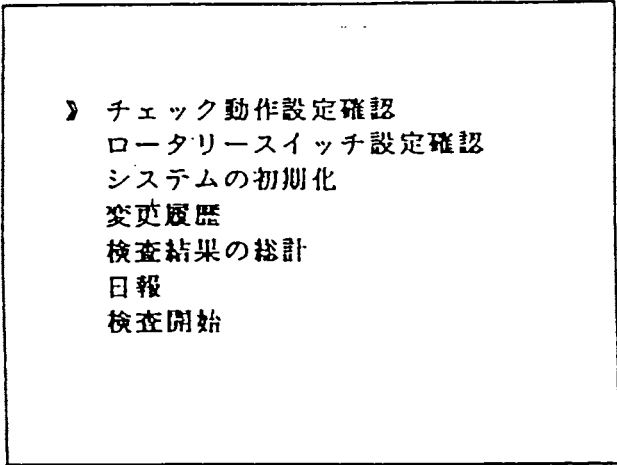 》 チェック動作設定確認
ロータリースイッチ設定確認
システムの初期化
変更履歴
検査結果の総計
日報
検査開始